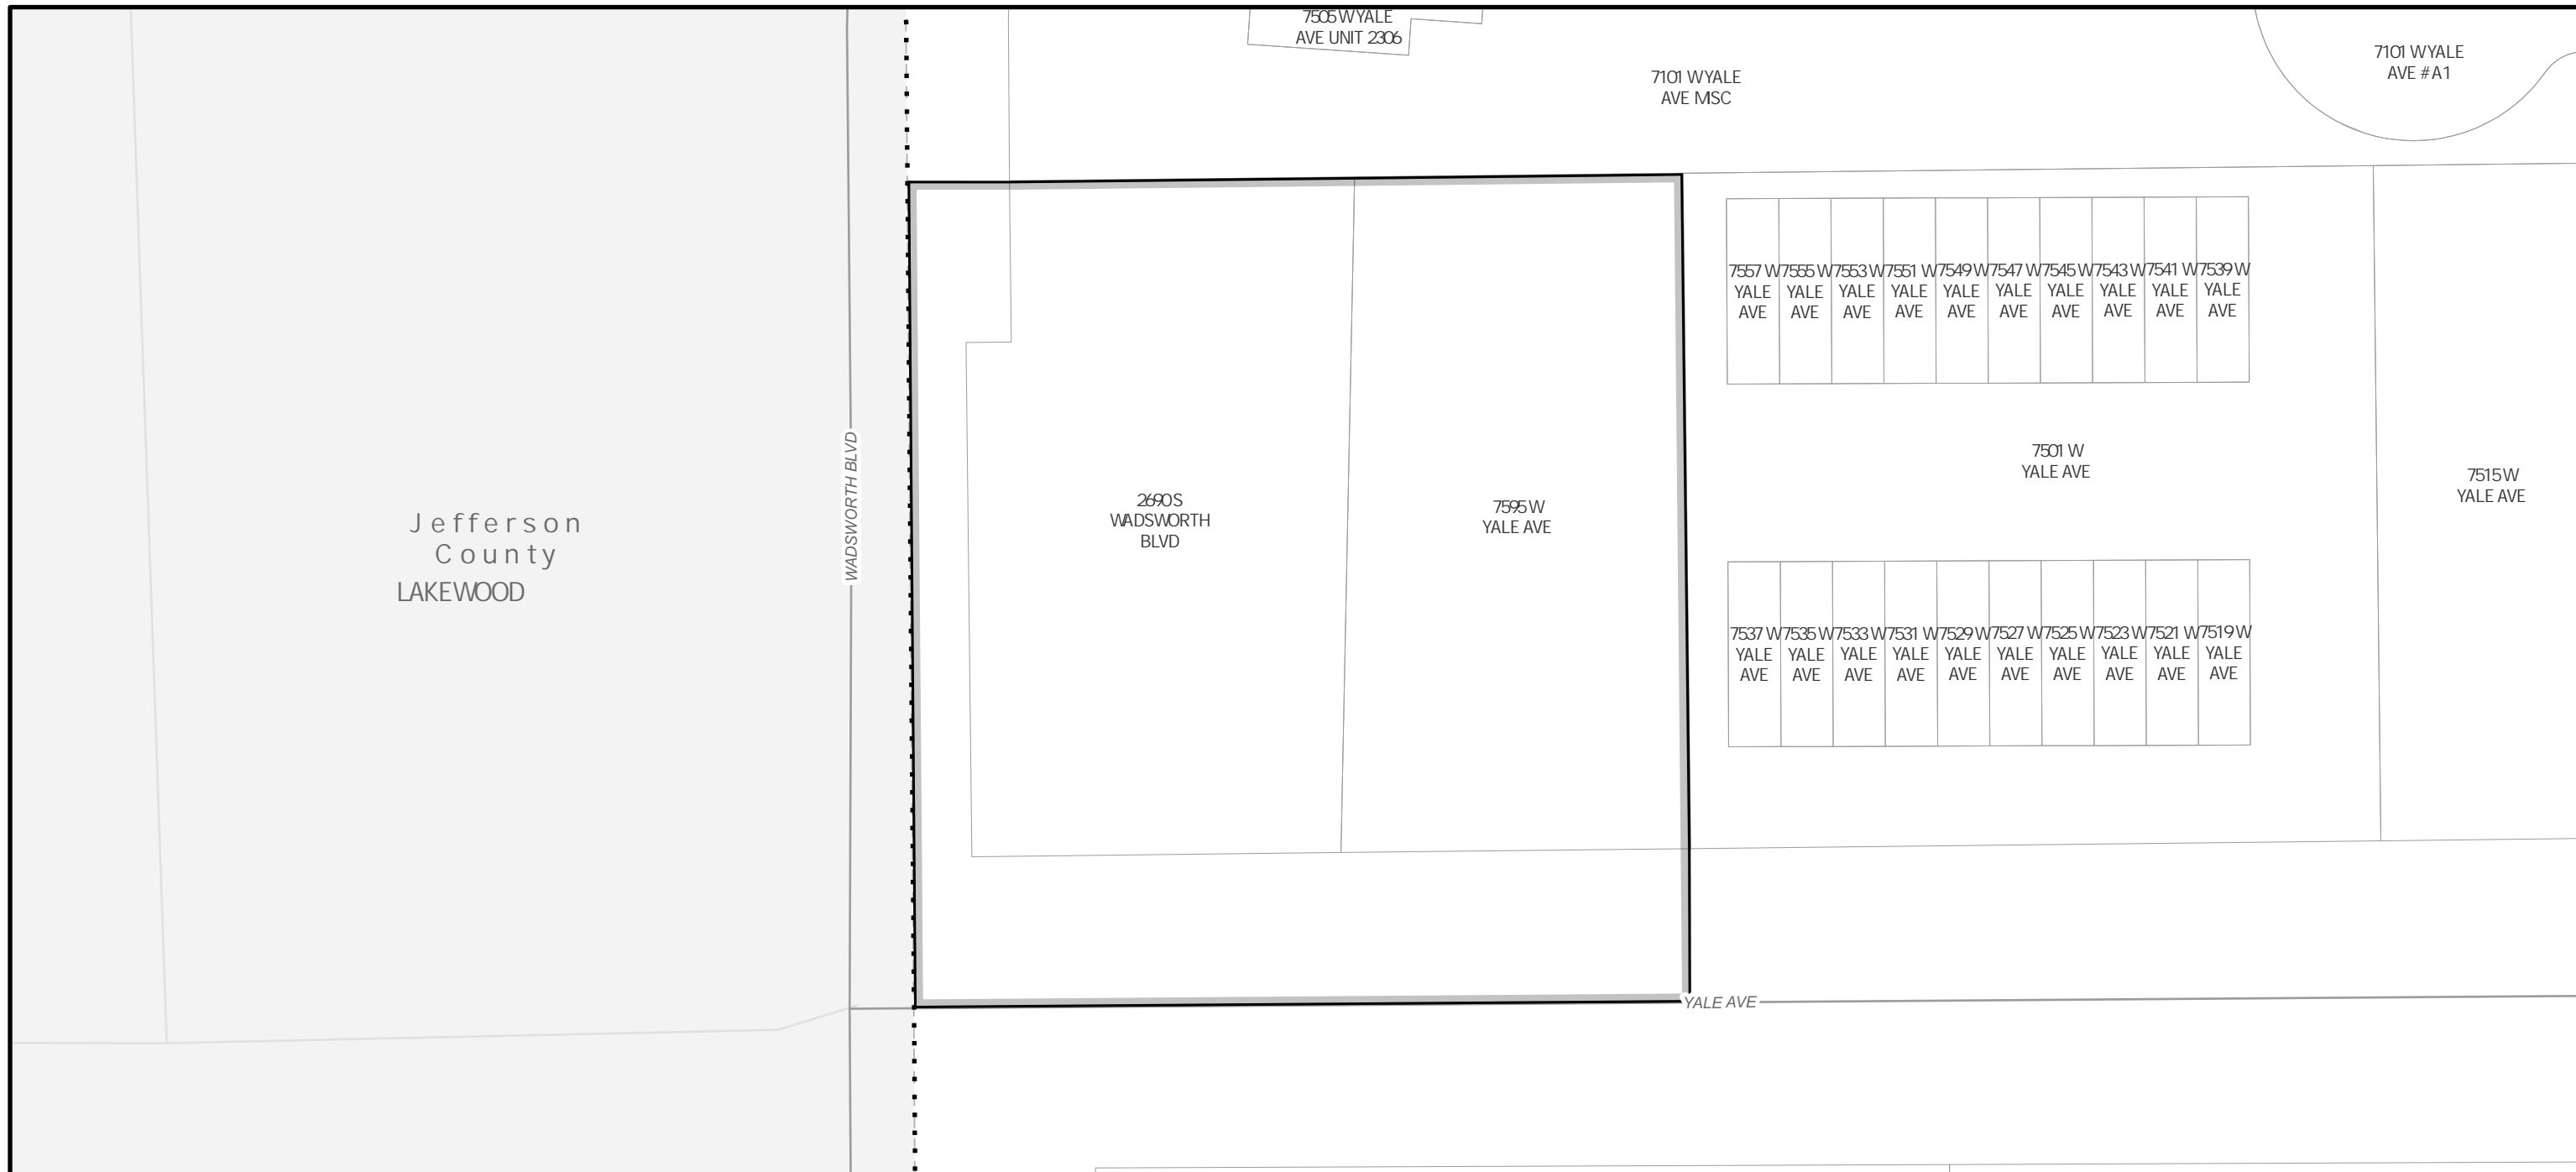 7505 W YALE
AVE UNIT 2306
7101 W YALE
AVE #A1
7101 W YALE
AVE MISC
7557 W
YALE
AVE
7555 W
YALE
AVE
7553 W
YALE
AVE
7551 W
YALE
AVE
7549 W
YALE
AVE
7547 W
YALE
AVE
7545 W
YALE
AVE
7543 W
YALE
AVE
7541 W
YALE
AVE
7539 W
YALE
AVE
7501 W
YALE AVE
7515 W
YALE AVE
WADSWORTH BLVD
2690 S
WADSWORTH
BLVD
7595 W
YALE AVE
Jefferson
County
LAKEWOOD
7537 W
YALE
AVE
7535 W
YALE
AVE
7533 W
YALE
AVE
7531 W
YALE
AVE
7529 W
YALE
AVE
7527 W
YALE
AVE
7525 W
YALE
AVE
7523 W
YALE
AVE
7521 W
YALE
AVE
7519 W
YALE
AVE
YALE AVE